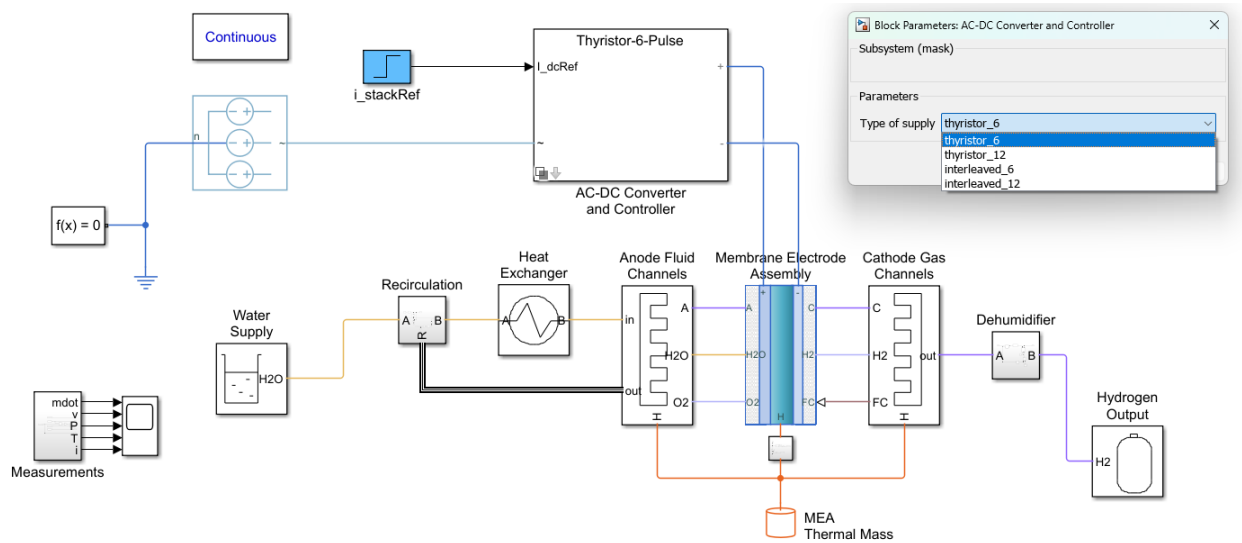 Continuous
i_stackRef
Thyristor-6-Pulse
I_dcRef
+
~
-
AC-DC Converter
and Controller
Block Parameters: AC-DC Converter and Controller
Subsystem (mask)
Parameters
Type of supply thyristor_6
thyristor_6
thyristor_12
interleaved_6
interleaved_12
n
- +
- +
~
- +
f(x) = 0
Water
Supply
H2O
Recirculation
A B
R
Heat
Exchanger
A B
Anode Fluid
Channels
in
A
H2O
out
O2
H
Membrane Electrode
Assembly
+ -
A C
H2O H2
O2 FC
H
Cathode Gas
Channels
C
H2
out
FC
H
Dehumidifier
A B
Hydrogen
Output
H2
mdot
v
P
T
i
Measurements
MEA
Thermal Mass